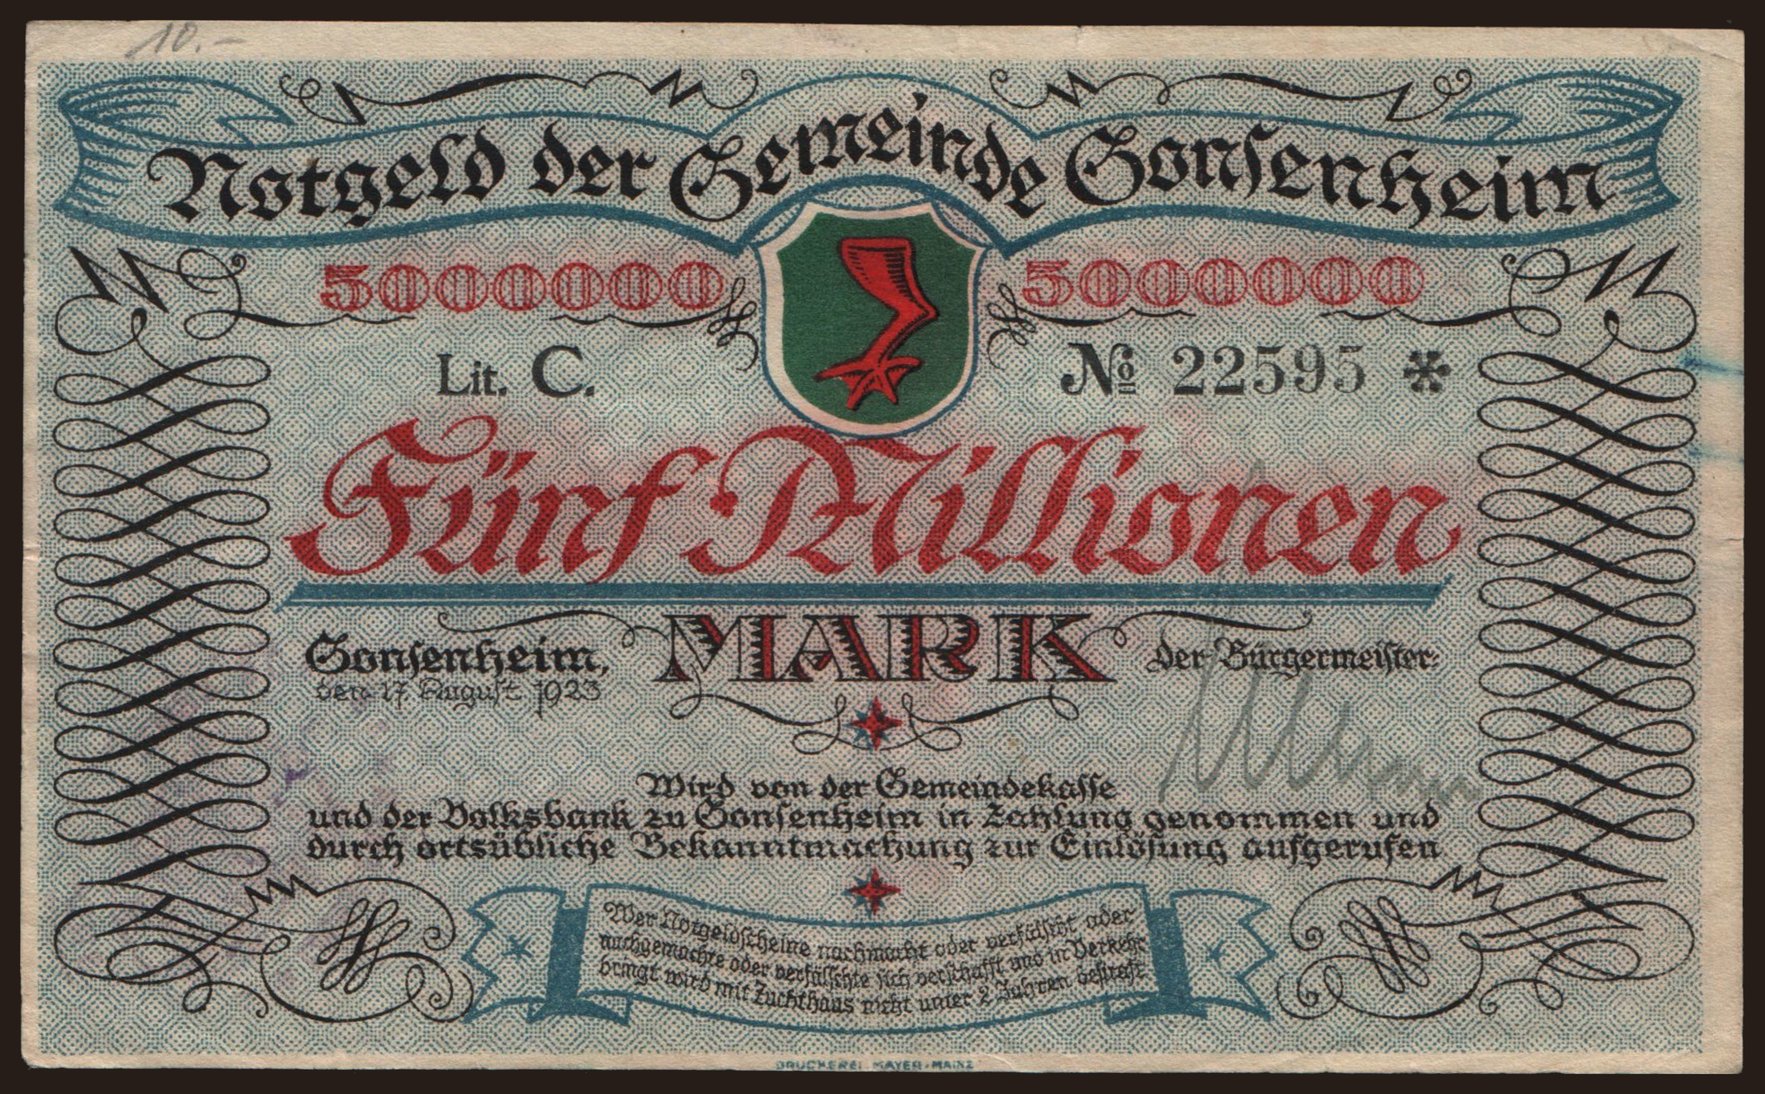 10.-
Notgeld der Gemeinde Gonsenheim
5000000 5000000
Lit. C. № 22595 *
Fünf Millionen
MARK
Gonsenheim,
den 17. August 1923
der Bürgermeister:
Wird von der Gemeindekasse
und der Volksbank zu Gonsenheim in Zahlung genommen und
durch ortsübliche Bekanntmachung zur Einlösung aufgerufen
Wer Notgeldscheine nachmacht oder verfälscht oder
nachgemachte oder verfälschte sich verschafft und in Verkehr
bringt wird mit Zuchthaus nicht unter 2 Jahren bestraft
DRUCKEREI MAYER · MAINZ